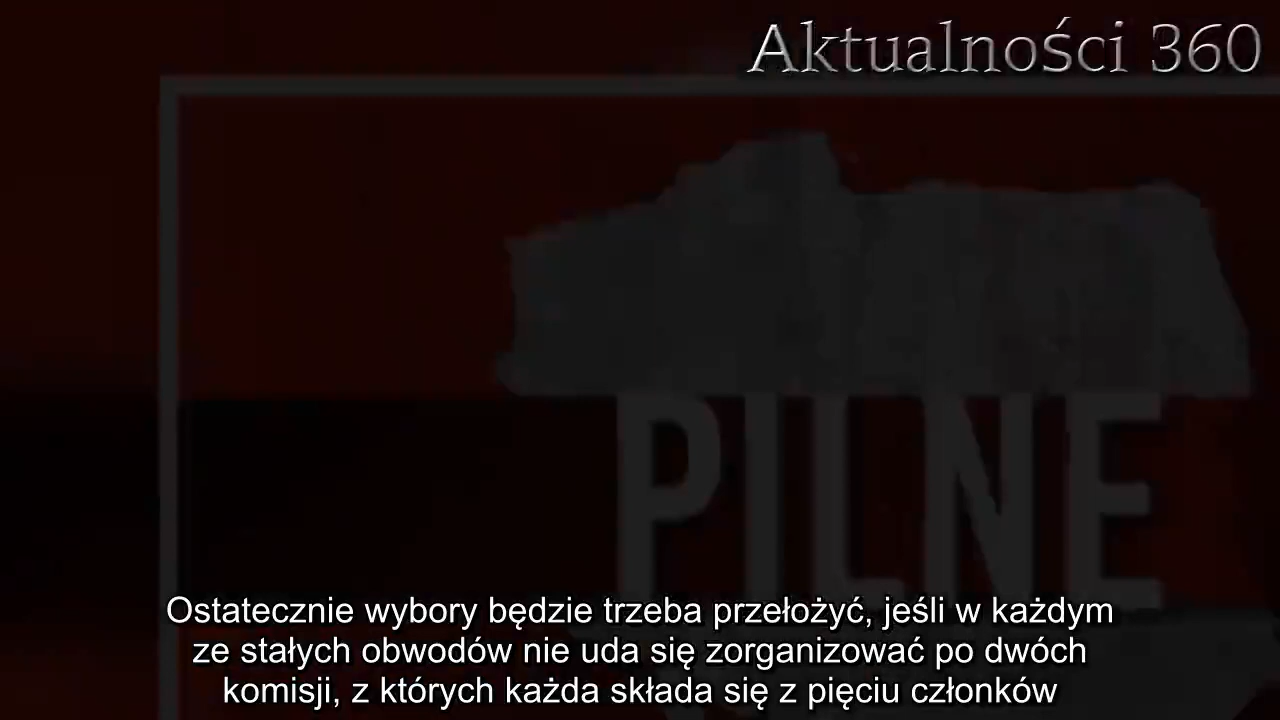 Aktualności 360
PILNE
Ostatecznie wybory będzie trzeba przełożyć, jeśli w każdym
ze stałych obwodów nie uda się zorganizować po dwóch
komisji, z których każda składa się z pięciu członków